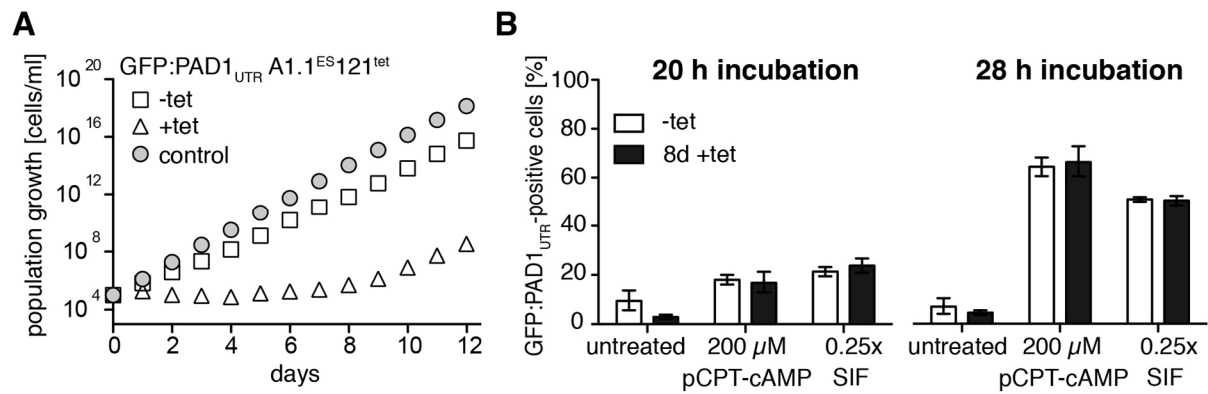 A
GFP:PAD1UTR A1.1ES121tet
-tet
+tet
control
population growth [cells/ml]
10 20
10 16
10 12
10 8
10 4
0 2 4 6 8 10 12
days
B
20 h incubation
28 h incubation
-tet
8d +tet
GFP:PAD1UTR-positive cells [%]
100
80
60
40
20
0
untreated 200 µM 0.25x
pCPT-cAMP SIF
untreated 200 µM 0.25x
pCPT-cAMP SIF